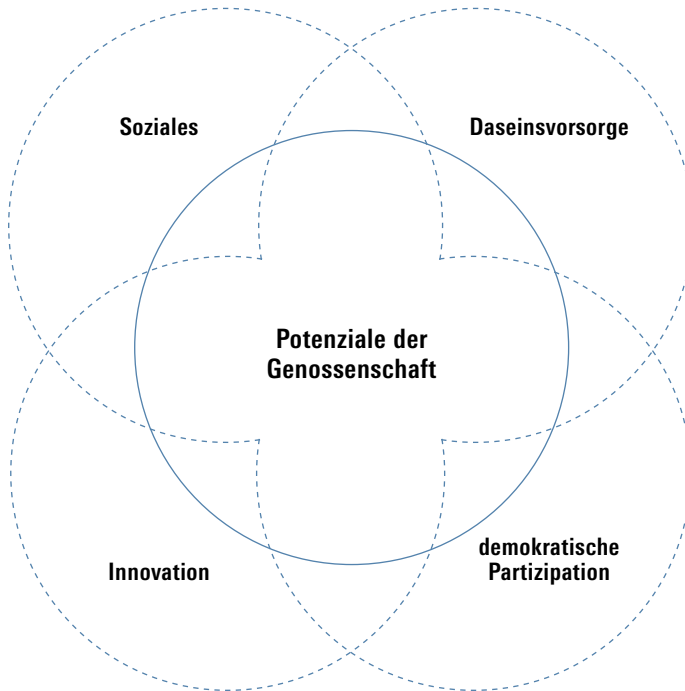 Soziales
Daseinsvorsorge
Potenziale der
Genossenschaft
Innovation
demokratische
Partizipation